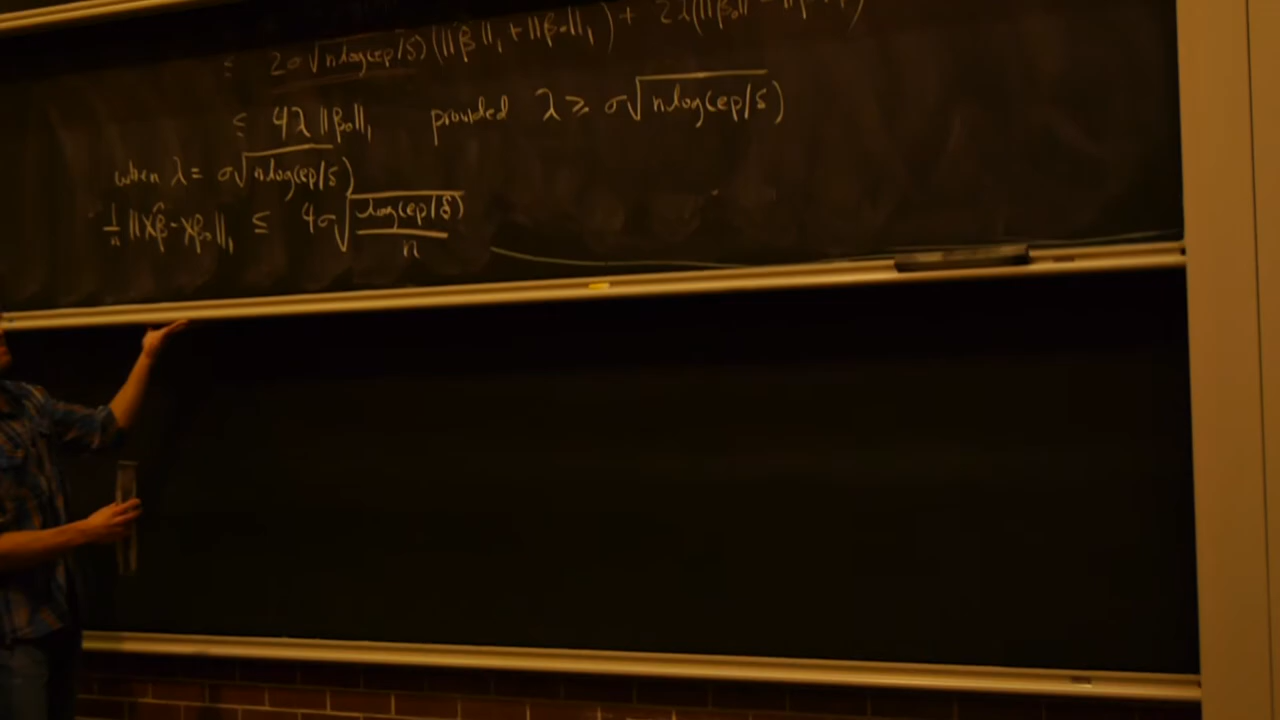 ≤ 2σ√(n log(ep/δ)) (‖β̂‖₁ + ‖β₀‖₁) + 2λ(‖β₀‖
≤ 4λ‖β₀‖₁ provided λ ≥ σ√(n log(ep/δ))
when λ = σ√(n log(ep/δ))
1/n ‖Xβ̂ - Xβ₀‖₁ ≤ 4σ√(log(ep/δ)/n)